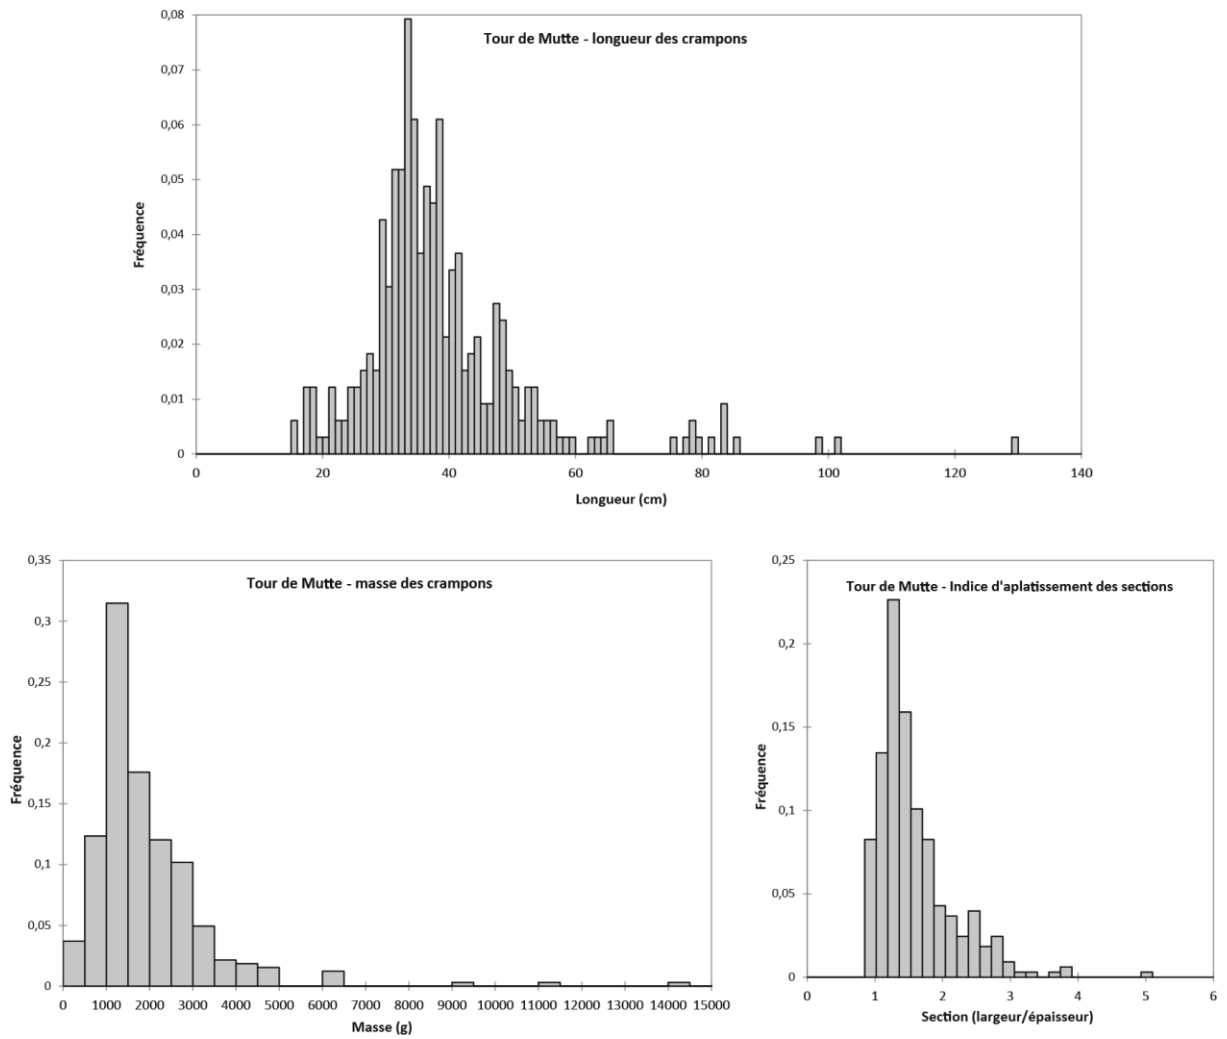 Tour de Mutte - longueur des crampons
Fréquence
0,08
0,07
0,06
0,05
0,04
0,03
0,02
0,01
0
0 20 40 60 80 100 120 140
Longueur (cm)
Tour de Mutte - masse des crampons
Fréquence
0,35
0,3
0,25
0,2
0,15
0,1
0,05
0
0 1000 2000 3000 4000 5000 6000 7000 8000 9000 10000 11000 12000 13000 14000 15000
Masse (g)
Tour de Mutte - Indice d'aplatissement des sections
Fréquence
0,25
0,2
0,15
0,1
0,05
0
0 1 2 3 4 5 6
Section (largeur/épaisseur)